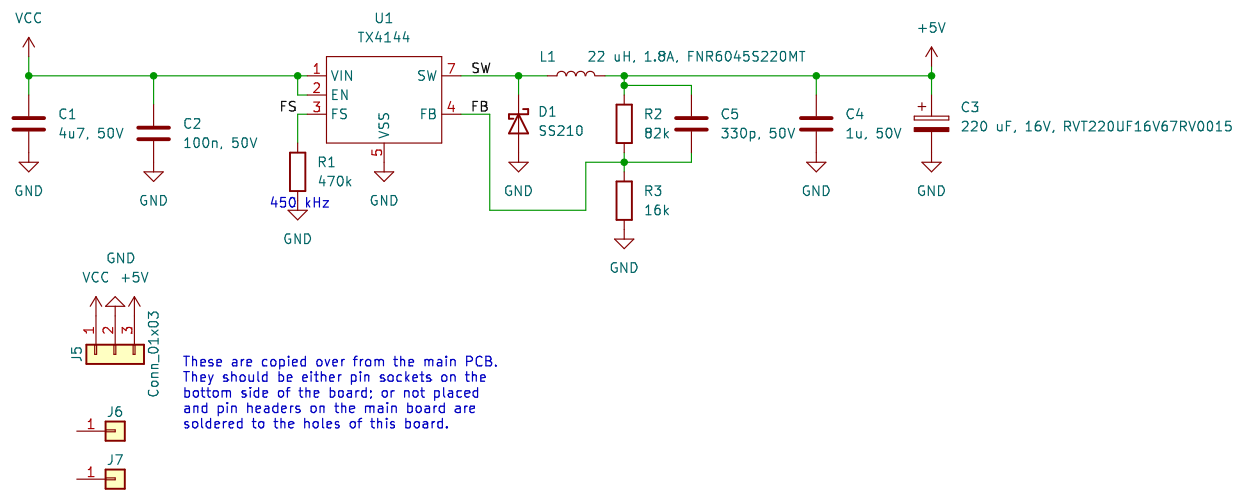 VCC
U1
TX4144
+5V
L1
22 uH, 1.8A, FNR6045S220MT
1
VIN
SW
7
SW
2
EN
FS
3
FS
FB
4
FB
VSS
5
C1
4u7, 50V
C2
100n, 50V
D1
SS210
R2
82k
C5
330p, 50V
C4
1u, 50V
+
C3
220 uF, 16V, RVT220UF16V67RV0015
R1
470k
450 kHz
R3
16k
GND
GND
GND
GND
GND
GND
GND
GND
GND
VCC
+5V
1
2
3
J5
Conn_01x03
These are copied over from the main PCB.
They should be either pin sockets on the
bottom side of the board; or not placed
and pin headers on the main board are
soldered to the holes of this board.
J6
1
J7
1